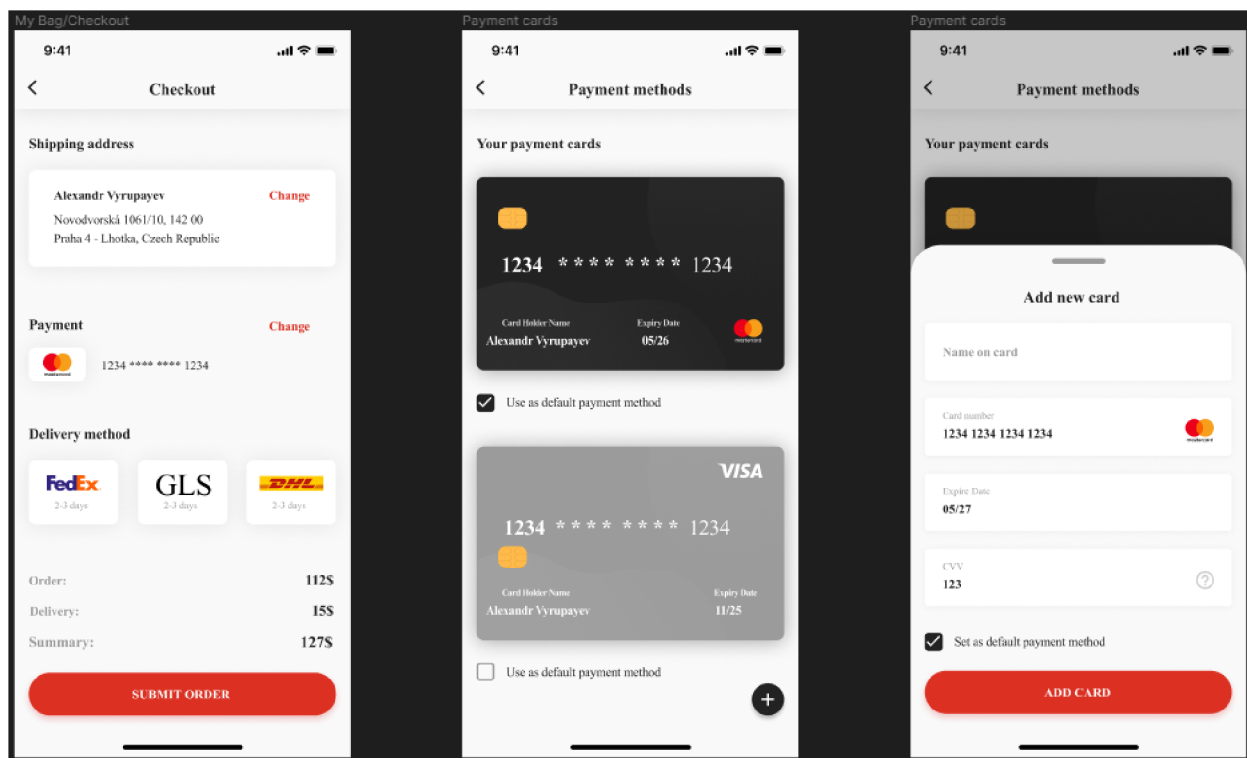 My Bag/Checkout
9:41
Checkout
Shipping address
Alexandr Vyrupayev
Change
Novodvorská 1061/10, 142 00
Praha 4 - Lhotka, Czech Republic
Payment
Change
mastercard
1234 **** **** 1234
Delivery method
FedEx
2-3 days
GLS
2-3 days
DHL
2-3 days
Order:
112$
Delivery:
15$
Summary:
127$
SUBMIT ORDER
Payment cards
9:41
Payment methods
Your payment cards
1234 **** **** 1234
Card Holder Name
Expiry Date
Alexandr Vyrupayev
05/26
mastercard
Use as default payment method
VISA
1234 **** **** 1234
Card Holder Name
Expiry Date
Alexandr Vyrupayev
11/25
Use as default payment method
Payment cards
9:41
Payment methods
Your payment cards
Add new card
Name on card
Card number
1234 1234 1234 1234
mastercard
Expire Date
05/27
CVV
123
?
Set as default payment method
ADD CARD